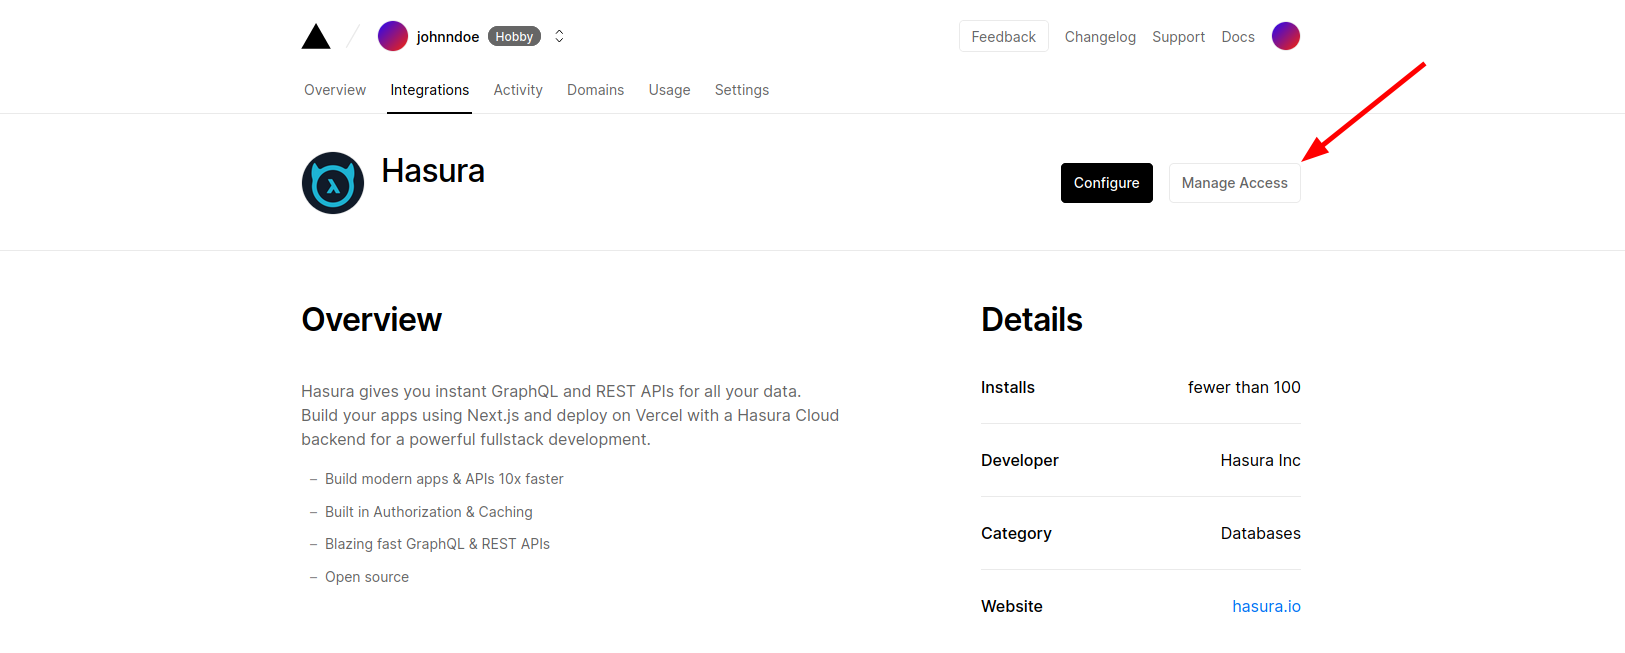 johnndoe Hobby
Feedback Changelog Support Docs
Overview Integrations Activity Domains Usage Settings
Hasura
Configure Manage Access
Overview
Hasura gives you instant GraphQL and REST APIs for all your data.
Build your apps using Next.js and deploy on Vercel with a Hasura Cloud
backend for a powerful fullstack development.
– Build modern apps & APIs 10x faster
– Built in Authorization & Caching
– Blazing fast GraphQL & REST APIs
– Open source
Details
Installs fewer than 100
Developer Hasura Inc
Category Databases
Website hasura.io